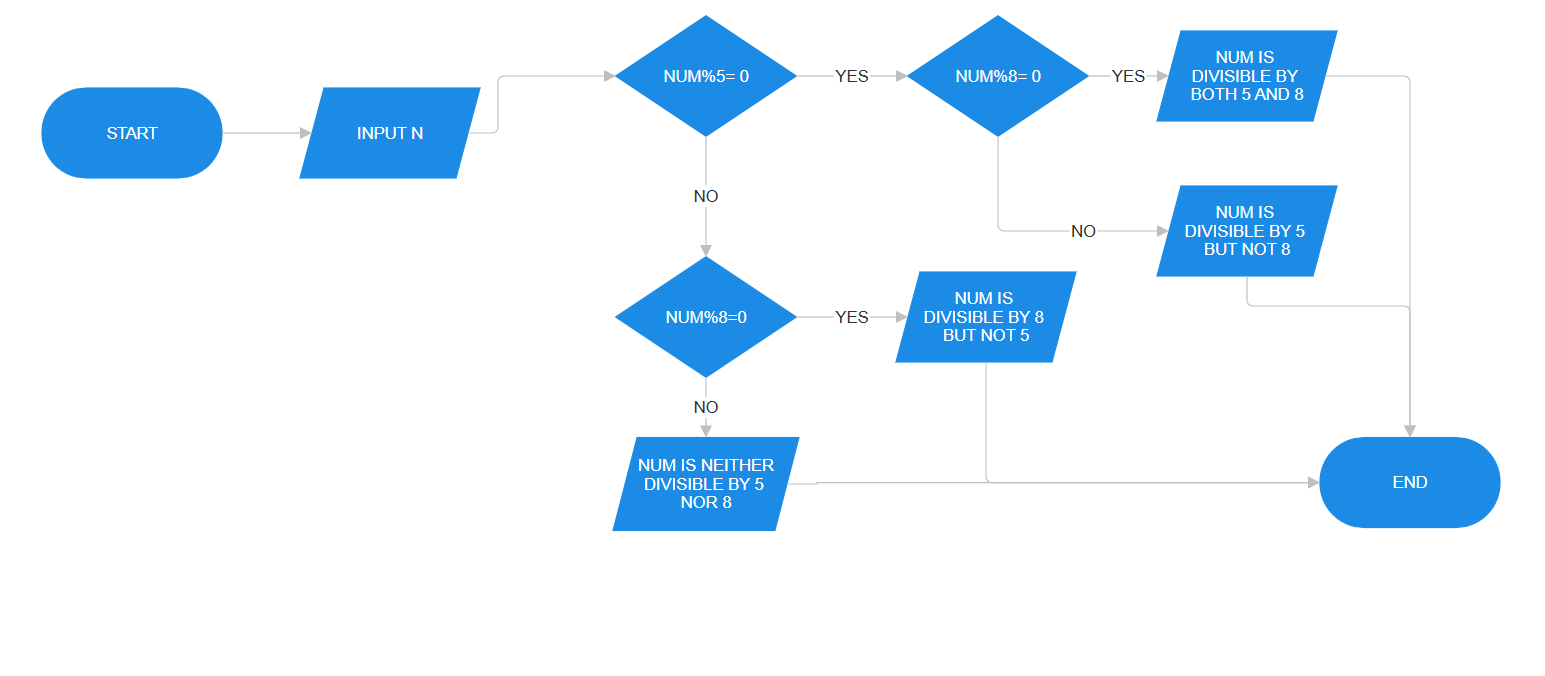 START
INPUT N
NUM%5= 0
YES
NUM%8= 0
YES
NUM IS
DIVISIBLE BY
BOTH 5 AND 8
NO
NUM IS
DIVISIBLE BY 5
BUT NOT 8
NO
NUM%8=0
YES
NUM IS
DIVISIBLE BY 8
BUT NOT 5
NO
NUM IS NEITHER
DIVISIBLE BY 5
NOR 8
END